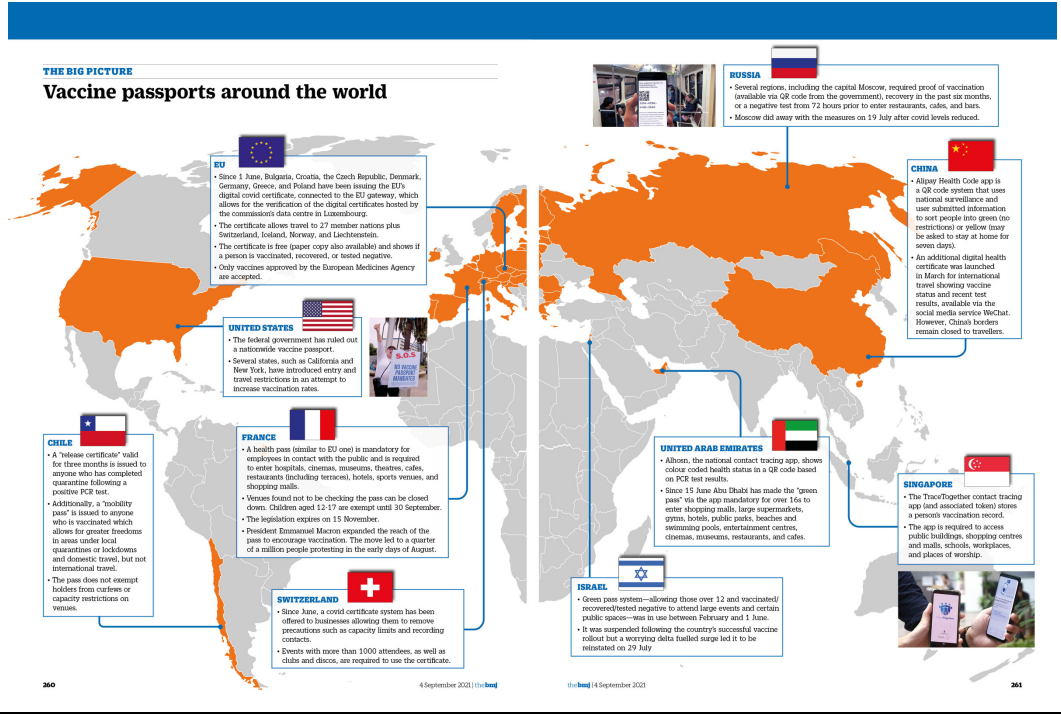 THE BIG PICTURE
Vaccine passports around the world
EU
• Since 1 June, Bulgaria, Croatia, the Czech Republic, Denmark,
Germany, Greece, and Poland have been issuing the EU's
digital covid certificate, connected to the EU gateway, which
allows for the verification of the digital certificates hosted by
the commission's data centre in Luxembourg.
• The certificate allows travel to 27 member nations plus
Switzerland, Iceland, Norway, and Liechtenstein.
• The certificate is free (paper copy also available) and shows if
a person is vaccinated, recovered, or tested negative.
• Only vaccines approved by the European Medicines Agency
are accepted.
UNITED STATES
• The federal government has ruled out
a nationwide vaccine passport.
• Several states, such as California and
New York, have introduced entry and
travel restrictions in an attempt to
increase vaccination rates.
S.O.S
NO VACCINE
PASSPORT
MANDATES
CHILE
• A "release certificate" valid
for three months is issued to
anyone who has completed
quarantine following a
positive PCR test.
• Additionally, a "mobility
pass" is issued to anyone
who is vaccinated which
allows for greater freedoms
in areas under local
quarantines or lockdowns
and domestic travel, but not
international travel.
• The pass does not exempt
holders from curfews or
capacity restrictions on
venues.
FRANCE
• A health pass (similar to EU one) is mandatory for
employees in contact with the public and is required
to enter hospitals, cinemas, museums, theatres, cafes,
restaurants (including terraces), hotels, sports venues, and
shopping malls.
• Venues found not to be checking the pass can be closed
down. Children aged 12-17 are exempt until 30 September.
• The legislation expires on 15 November.
• President Emmanuel Macron expanded the reach of the
pass to encourage vaccination. The move led to a quarter
of a million people protesting in the early days of August.
SWITZERLAND
• Since June, a covid certificate system has been
offered to businesses allowing them to remove
precautions such as capacity limits and recording
contacts.
• Events with more than 1000 attenders, as well as
clubs and discos, are required to use the certificate.
260
4 September 2021 | thebmj
RUSSIA
• Several regions, including the capital Moscow, required proof of vaccination
(available via QR code from the government), recovery in the past six months,
or a negative test from 72 hours prior to enter restaurants, cafes, and bars.
• Moscow did away with the measures on 19 July after covid levels reduced.
CHINA
• Alipay Health Code app is
a QR code system that uses
national surveillance and
user submitted information
to sort people into green (no
restrictions) or yellow (may
be asked to stay at home for
seven days).
• An additional digital health
certificate was launched
in March for international
travel showing vaccine
status and recent test
results, available via the
social media service WeChat.
However, China's borders
remain closed to travellers.
UNITED ARAB EMIRATES
• Alhosn, the national contact tracing app, shows
colour coded health status in a QR code based
on PCR test results.
• Since 15 June Abu Dhabi has made the "green
pass" via the app mandatory for over 16s to
enter shopping malls, large supermarkets,
gyms, hotels, public parks, beaches and
swimming pools, entertainment centres,
cinemas, museums, restaurants, and cafes.
SINGAPORE
• The TraceTogether contact tracing
app (and associated token) stores
a person's vaccination record.
• The app is required to access
public buildings, shopping centres
and malls, schools, workplaces,
and places of worship.
ISRAEL
• Green pass system—allowing those over 12 and vaccinated/
recovered/tested negative to attend large events and certain
public spaces—was in use between February and 1 June.
• It was suspended following the country's successful vaccine
rollout but a worrying delta fuelled surge led it to be
reinstated on 29 July
thebmj | 4 September 2021
261